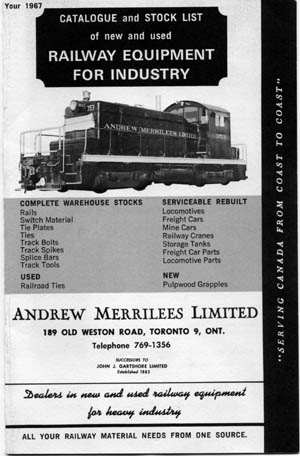 Your 1967
CATALOGUE and STOCK LIST
of new and used
RAILWAY EQUIPMENT
FOR INDUSTRY
ANDREW MERRILEES LIMITED
COMPLETE WAREHOUSE STOCKS
Rails
Switch Material
Tie Plates
Ties
Track Bolts
Track Spikes
Splice Bars
Track Tools
USED
Railroad Ties
SERVICEABLE REBUILT
Locomotives
Freight Cars
Mine Cars
Railway Cranes
Storage Tanks
Freight Car Parts
Locomotive Parts
NEW
Pulpwood Grapples
ANDREW MERRILEES LIMITED
189 OLD WESTON ROAD, TORONTO 9, ONT.
Telephone 769-1356
SUCCESSORS TO
JOHN J. GARTSHORE LIMITED
Established 1863
Dealers in new and used railway equipment
for heavy industry
ALL YOUR RAILWAY MATERIAL NEEDS FROM ONE SOURCE.
"SERVING CANADA FROM COAST TO COAST"